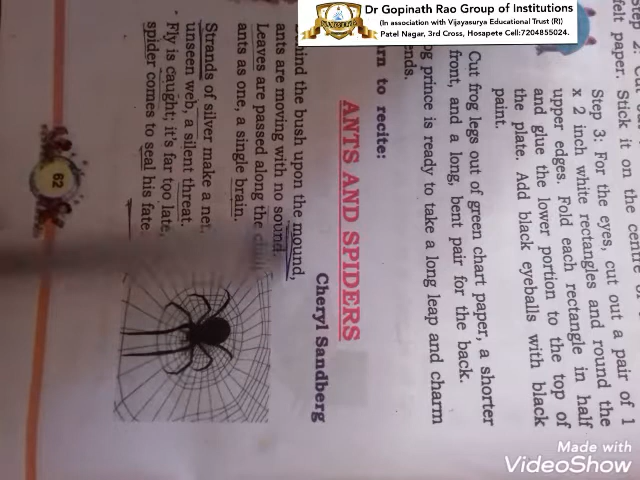 Dr Gopinath Rao Group of Institutions
(In association with Vijayasurya Educational Trust (R))
Patel Nagar, 3rd Cross, Hosapete Cell:7204855024.
felt paper. Stick it on the centre
Step 3: For the eyes, cut out a pair of 1
x 2 inch white rectangles and round the
upper edges. Fold each rectangle in half
and glue the lower portion to the top of
the plate. Add black eyeballs with black
paint.
Cut frog legs out of green chart paper, a shorter
front, and a long, bent pair for the back.
prince is ready to take a long leap and charm
to recite:
ANTS AND SPIDERS
Cheryl Sandberg
the bush upon the mound,
ants are moving with no sound.
Leaves are passed along the
ants as one, a single brain.
Strands of silver make a net,
unseen web, a silent threat.
Fly is caught; it's far too late,
spider comes to seal his fate.
62
Made with
VideoShow